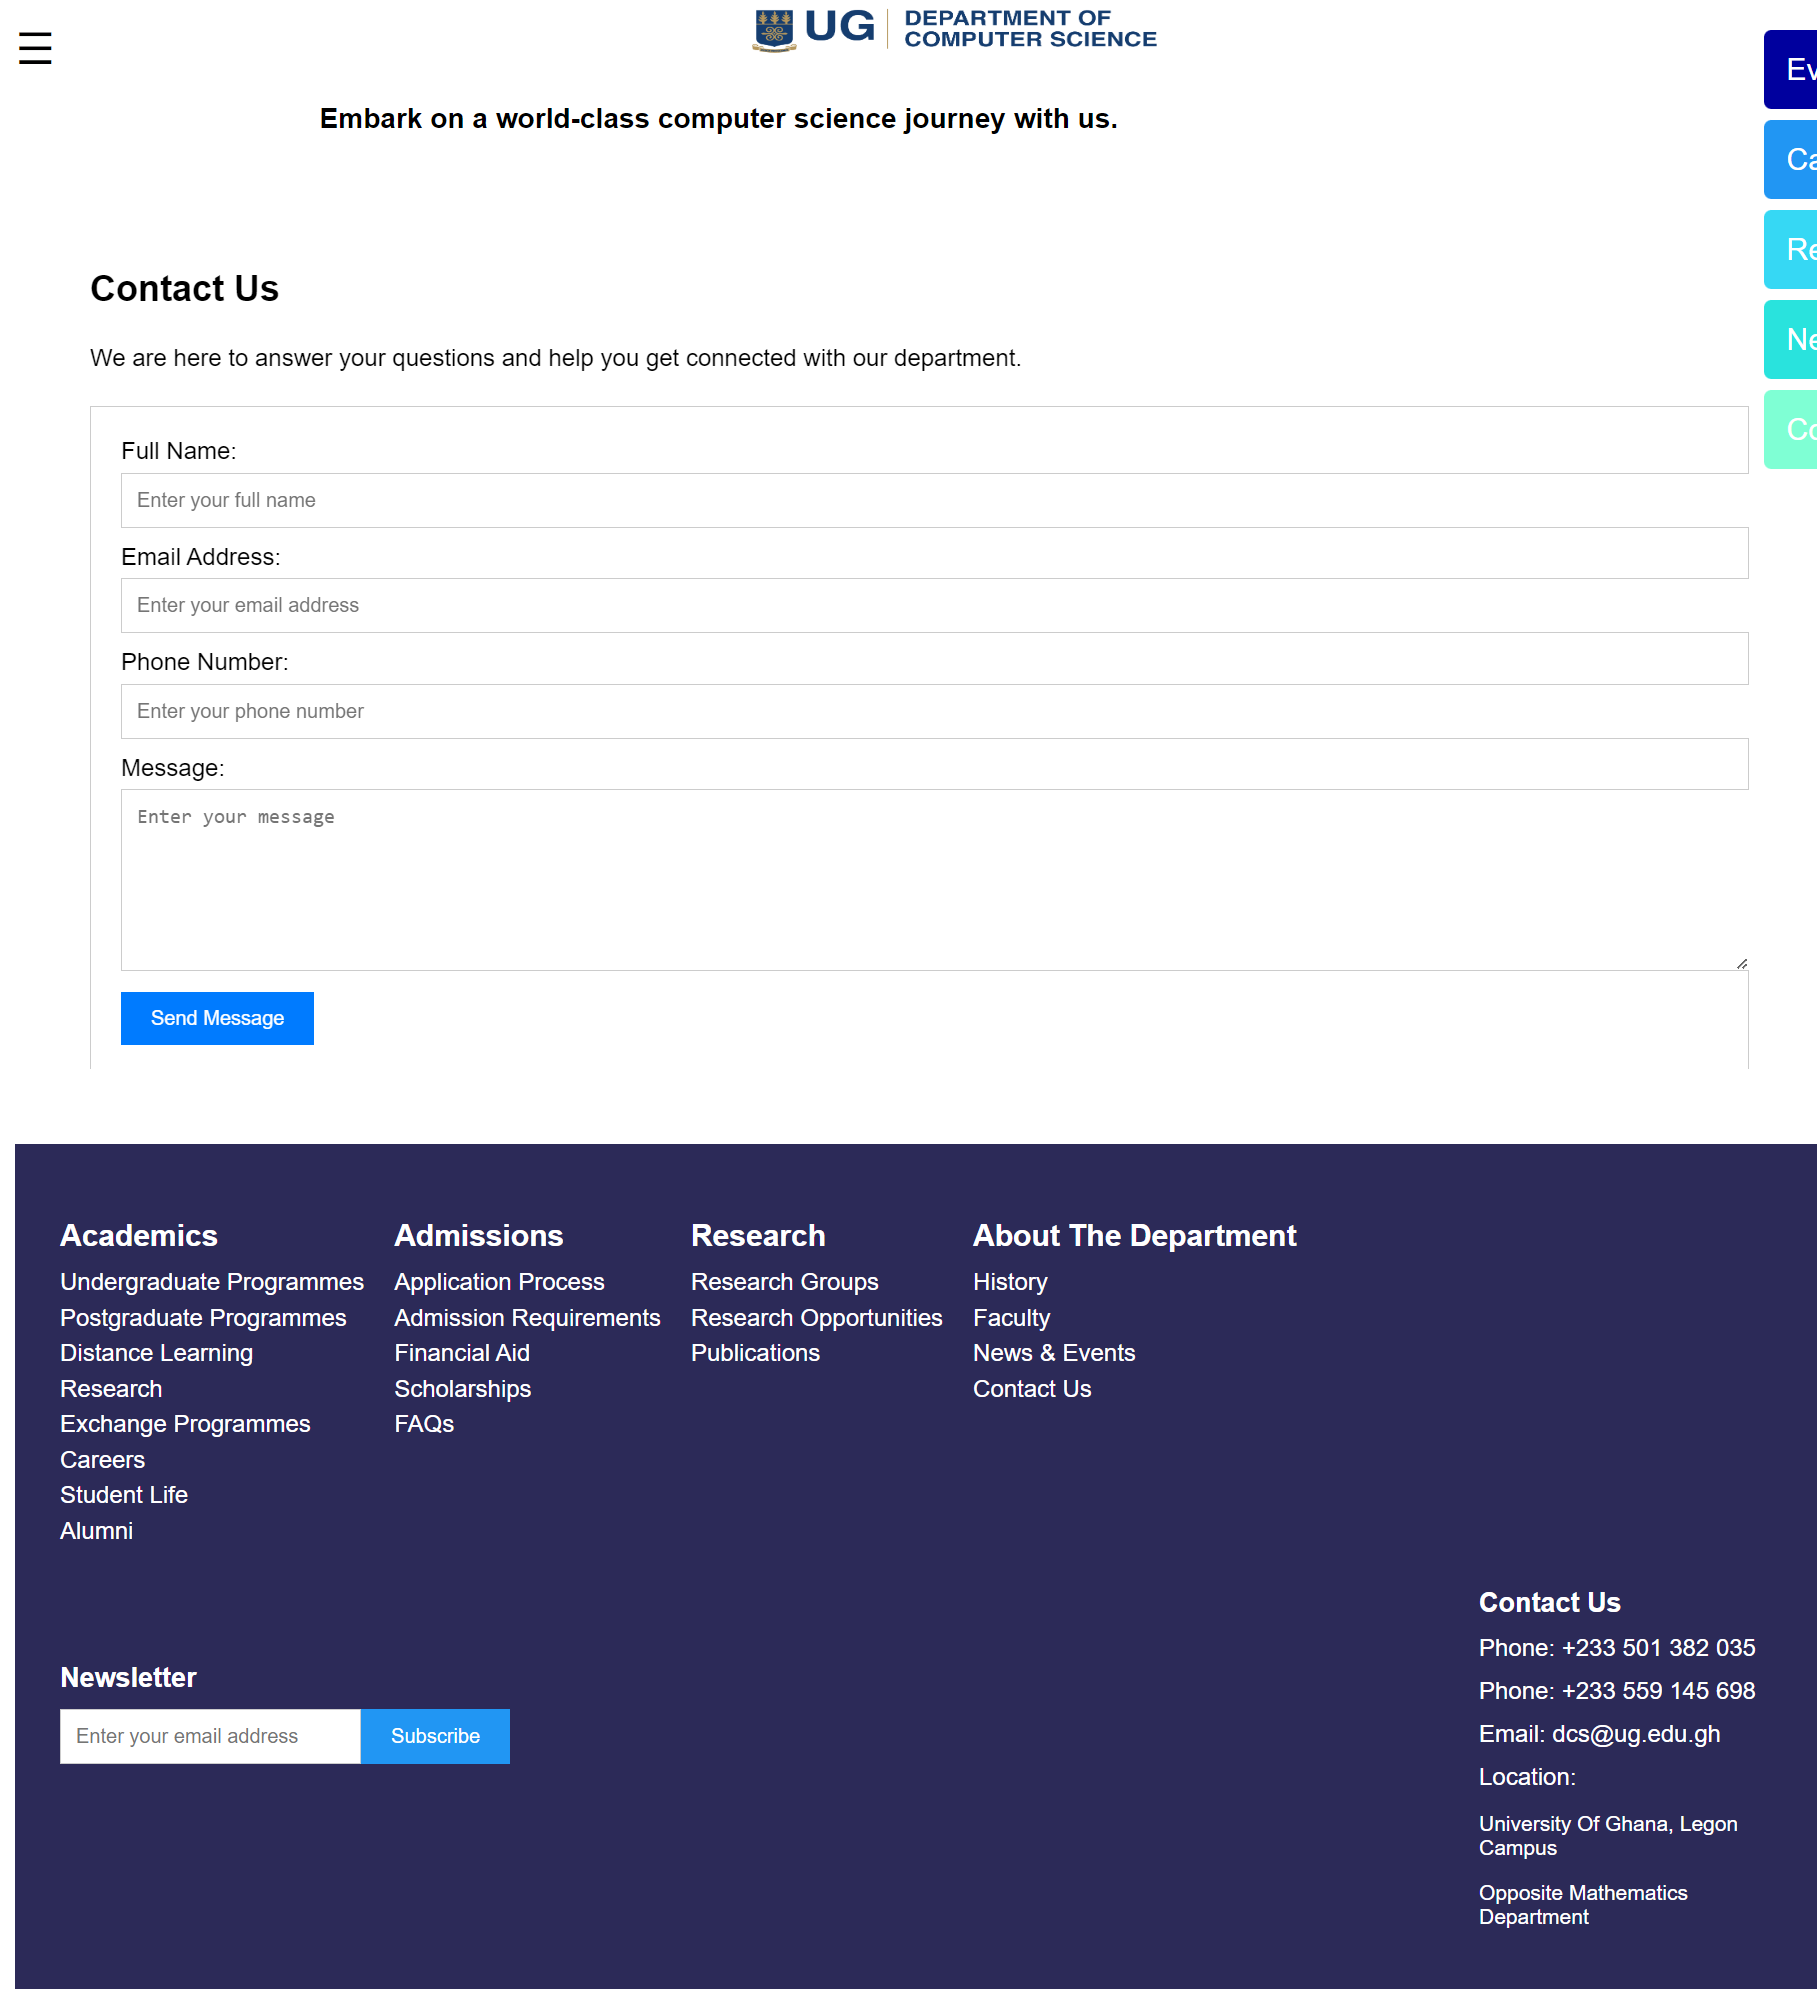 ☰
UG
DEPARTMENT OF
COMPUTER SCIENCE
Embark on a world-class computer science journey with us.
Ev
Ca
Re
Ne
Co
Contact Us
We are here to answer your questions and help you get connected with our department.
Full Name:
Enter your full name
Email Address:
Enter your email address
Phone Number:
Enter your phone number
Message:
Enter your message
Send Message
Academics
Undergraduate Programmes
Postgraduate Programmes
Distance Learning
Research
Exchange Programmes
Careers
Student Life
Alumni
Admissions
Application Process
Admission Requirements
Financial Aid
Scholarships
FAQs
Research
Research Groups
Research Opportunities
Publications
About The Department
History
Faculty
News & Events
Contact Us
Newsletter
Enter your email address
Subscribe
Contact Us
Phone: +233 501 382 035
Phone: +233 559 145 698
Email: dcs@ug.edu.gh
Location:
University Of Ghana, Legon
Campus
Opposite Mathematics
Department